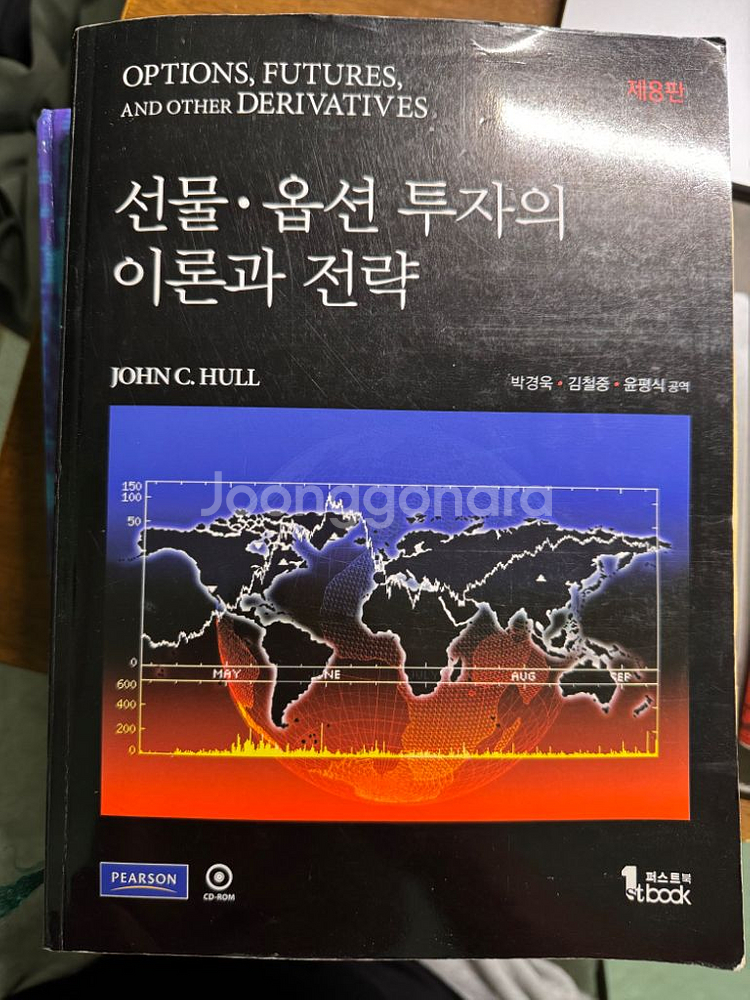 OPTIONS, FUTURES,
AND OTHER DERIVATIVES
제8판
선물·옵션 투자의
이론과 전략
JOHN C. HULL
박경욱 • 김철중 • 윤평식 공역
Joonggonara
150
100
50
0
MAY
NE
JULY
AUG
SEP
600
400
200
0
PEARSON
CD-ROM
1st book
퍼스트북